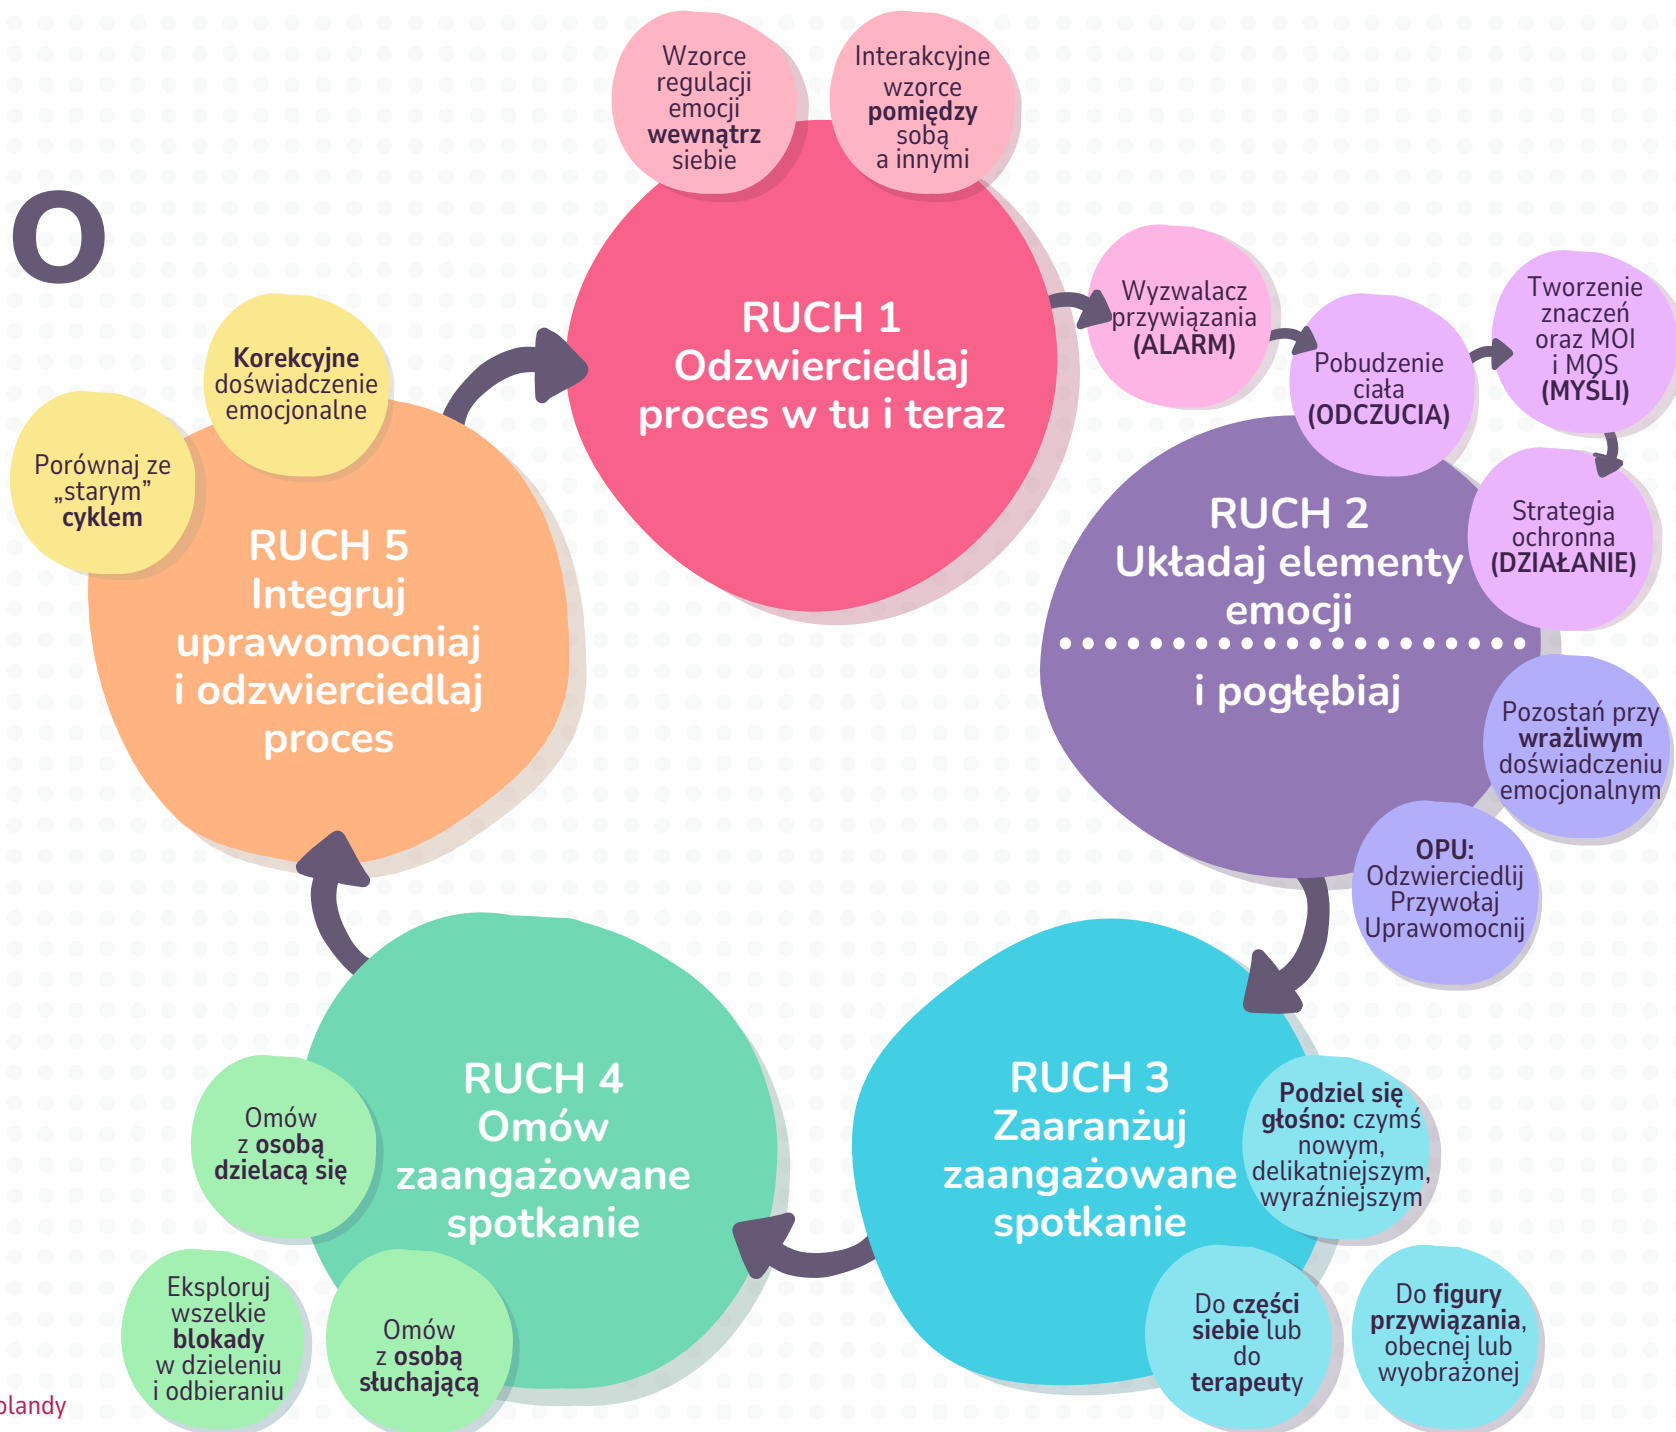 O
Wzorce
regulacji
emocji
wewnątrz
siebie
Interakcyjne
wzorce
pomiędzy
sobą
a innymi
RUCH 1
Odzwierciedlaj
proces w tu i teraz
Wyzwalacz
przywiązania
(ALARM)
Pobudzenie
ciała
(ODCZUCIA)
Tworzenie
znaczeń
oraz MOI
i MOS
(MYŚLI)
Strategia
ochronna
(DZIAŁANIE)
RUCH 2
Układaj elementy
emocji
i pogłębiaj
Pozostań przy
wrażliwym
doświadczeniu
emocjonalnym
OPU:
Odzwierciedlij
Przywołaj
Uprawomocnij
RUCH 3
Zaaranżuj
zaangażowane
spotkanie
Podziel się
głośno: czymś
nowym,
delikatniejszym,
wyraźniejszym
Do części
siebie lub
do
terapeuty
Do figury
przywiązania,
obecnej lub
wyobrażonej
RUCH 4
Omów
zaangażowane
spotkanie
Omów
z osobą
dzielacą się
Eksploruj
wszelkie
blokady
w dzieleniu
i odbieraniu
Omów
z osobą
słuchającą
RUCH 5
Integruj
uprawomocniaj
i odzwierciedlaj
proces
Korekcyjne
doświadczenie
emocjonalne
Porównaj ze
„starym”
cyklem
olandy